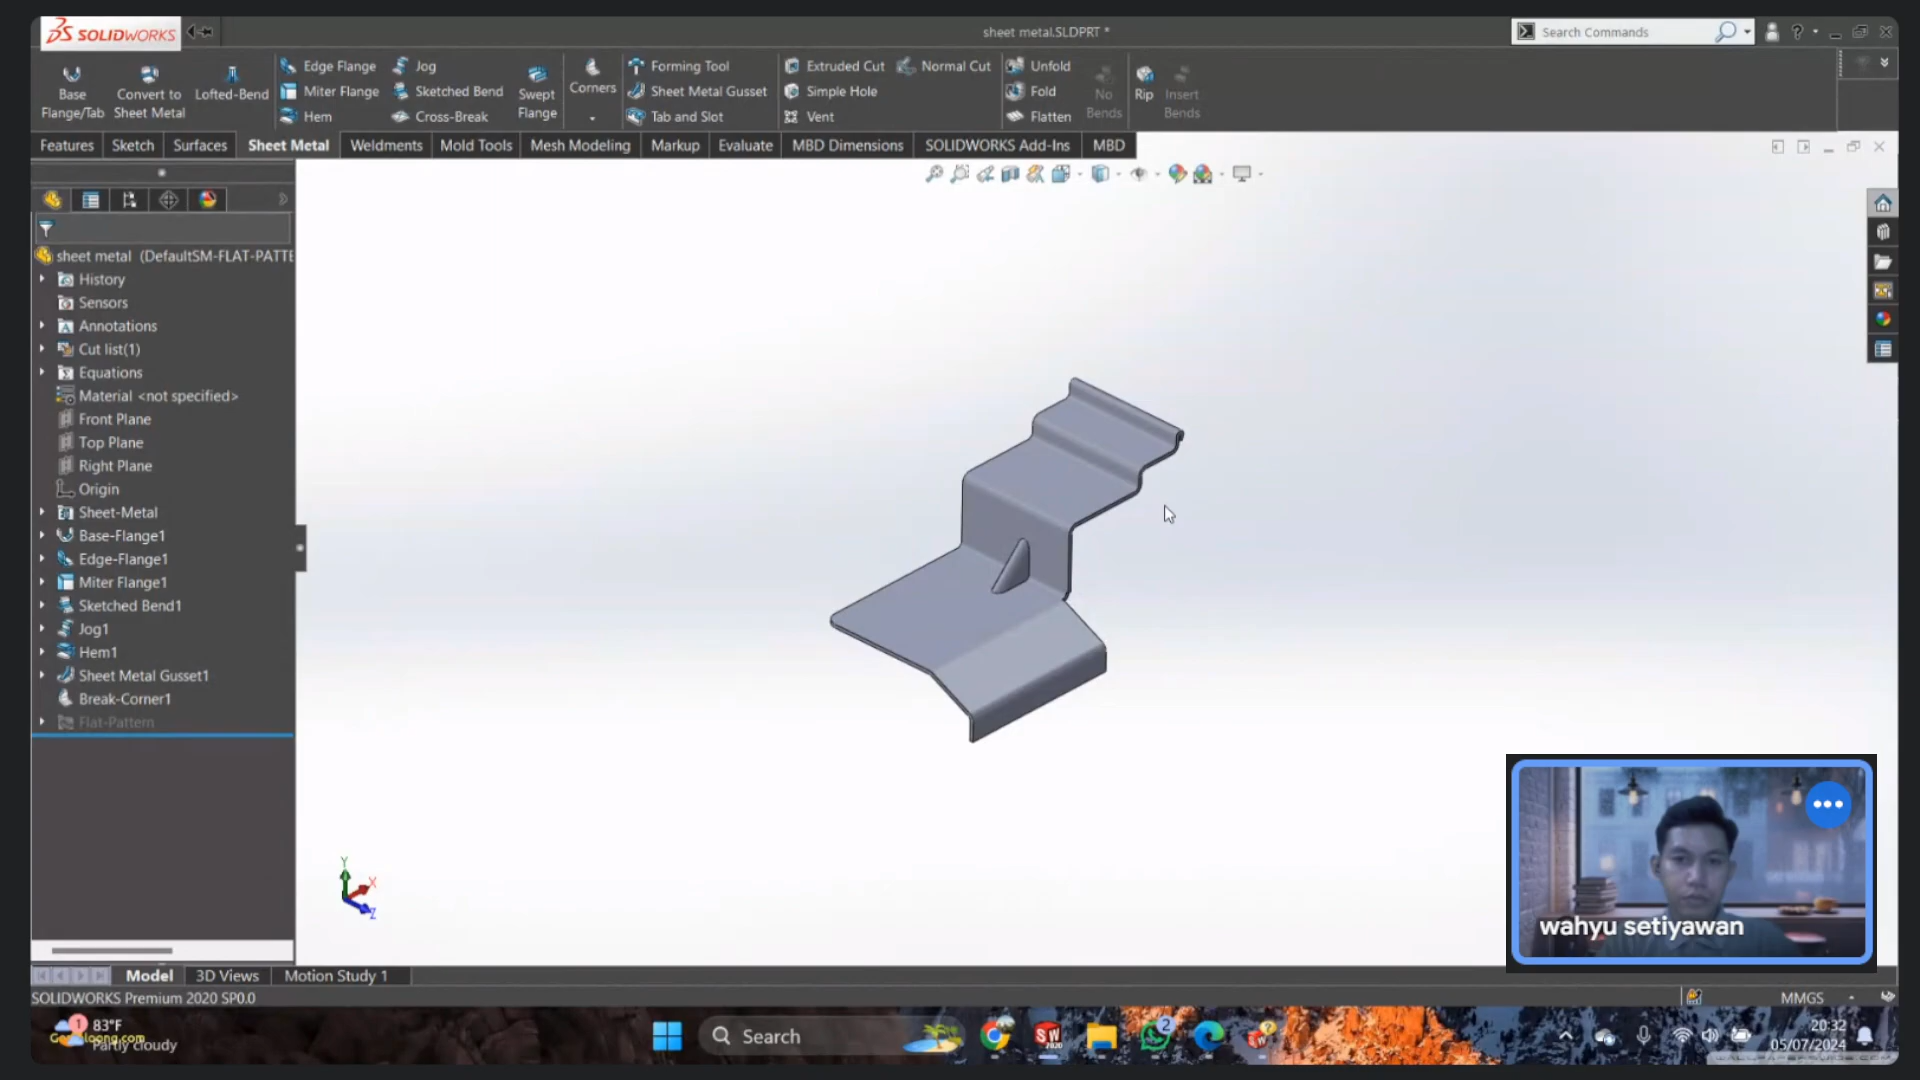 SOLIDWORKS
sheet metal.SLDPRT *
Search Commands
Base Flange/Tab
Convert to Sheet Metal
Lofted-Bend
Edge Flange
Miter Flange
Hem
Jog
Sketched Bend
Cross-Break
Swept Flange
Corners
Forming Tool
Sheet Metal Gusset
Tab and Slot
Extruded Cut
Simple Hole
Vent
Normal Cut
Unfold
Fold
Flatten
No Bends
Rip
Insert Bends
Features
Sketch
Surfaces
Sheet Metal
Weldments
Mold Tools
Mesh Modeling
Markup
Evaluate
MBD Dimensions
SOLIDWORKS Add-Ins
MBD
sheet metal (DefaultSM-FLAT-PATTE
History
Sensors
Annotations
Cut list(1)
Equations
Material <not specified>
Front Plane
Top Plane
Right Plane
Origin
Sheet-Metal
Base-Flange1
Edge-Flange1
Miter Flange1
Sketched Bend1
Jog1
Hem1
Sheet Metal Gusset1
Break-Corner1
Flat-Pattern
Y
X
Z
wahyu setiyawan
Model
3D Views
Motion Study 1
SOLIDWORKS Premium 2020 SP0.0
MMGS
1
83°F
Partly cloudy
Search
SW
2020
2
20:32
05/07/2024